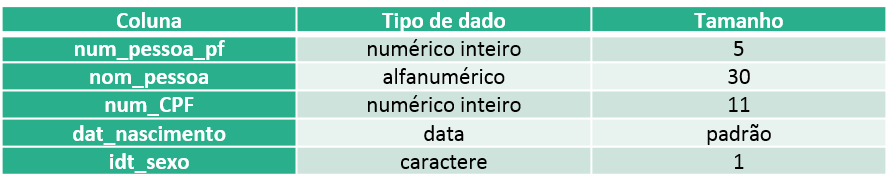 Coluna Tipo de dado Tamanho
num_pessoa_pf numérico inteiro 5
nom_pessoa alfanumérico 30
num_CPF numérico inteiro 11
dat_nascimento data padrão
idt_sexo caractere 1